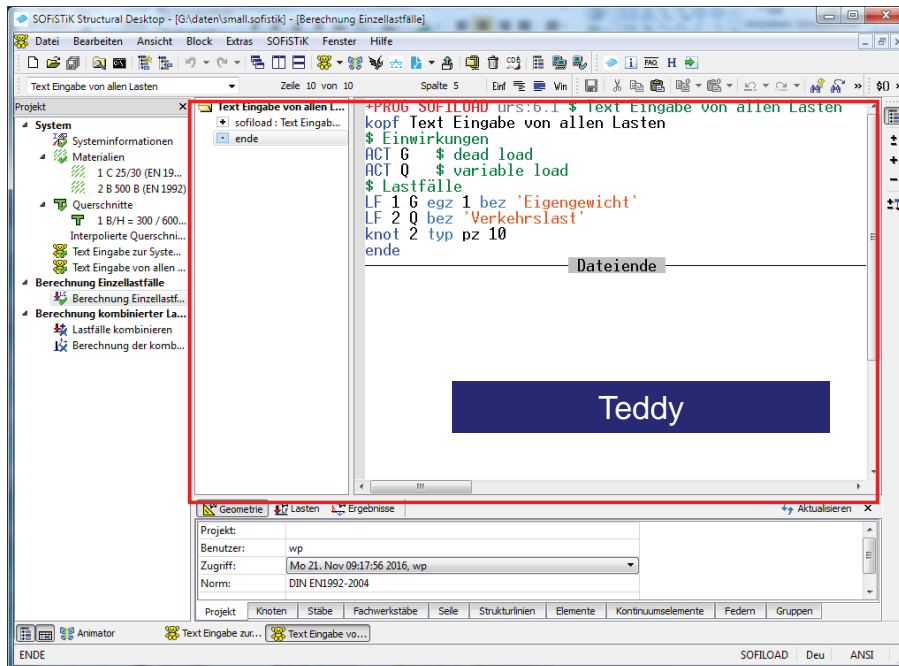 SOFiSTiK Structural Desktop - [G:\daten\small.sofistik] - [Berechnung Einzellastfälle]
Datei Bearbeiten Ansicht Block Extras SOFiSTiK Fenster Hilfe
Text Eingabe von allen Lasten Zeile 10 von 10 Spalte 5 Einf Win $0
Projekt
System
Systeminformationen
Materialien
1 C 25/30 (EN 19...
2 B 500 B (EN 1992)
Querschnitte
1 B/H = 300 / 600...
Interpolierte Querschni...
Text Eingabe zur Syste...
Text Eingabe von allen ...
Berechnung Einzellastfälle
Berechnung Einzellastf...
Berechnung kombinierter La...
Lastfälle kombinieren
Berechnung der komb...
Text Eingabe von allen L...
sofiload : Text Eingab...
ende
+PROG SOFILOAD urs:6.1 $ Text Eingabe von allen Lasten
kopf Text Eingabe von allen Lasten
$ Einwirkungen
ACT G $ dead load
ACT Q $ variable load
$ Lastfälle
LF 1 G egz 1 bez 'Eigengewicht'
LF 2 Q bez 'Verkehrslast'
knot 2 typ pz 10
ende
Dateiende
Teddy
Geometrie Lasten Ergebnisse Aktualisieren
Projekt:
Benutzer: wp
Zugriff: Mo 21. Nov 09:17:56 2016, wp
Norm: DIN EN1992-2004
Projekt Knoten Stäbe Fachwerkstäbe Seile Strukturlinien Elemente Kontinuumselemente Federn Gruppen
Animator Text Eingabe zur... Text Eingabe vo...
ENDE SOFILOAD Deu ANSI